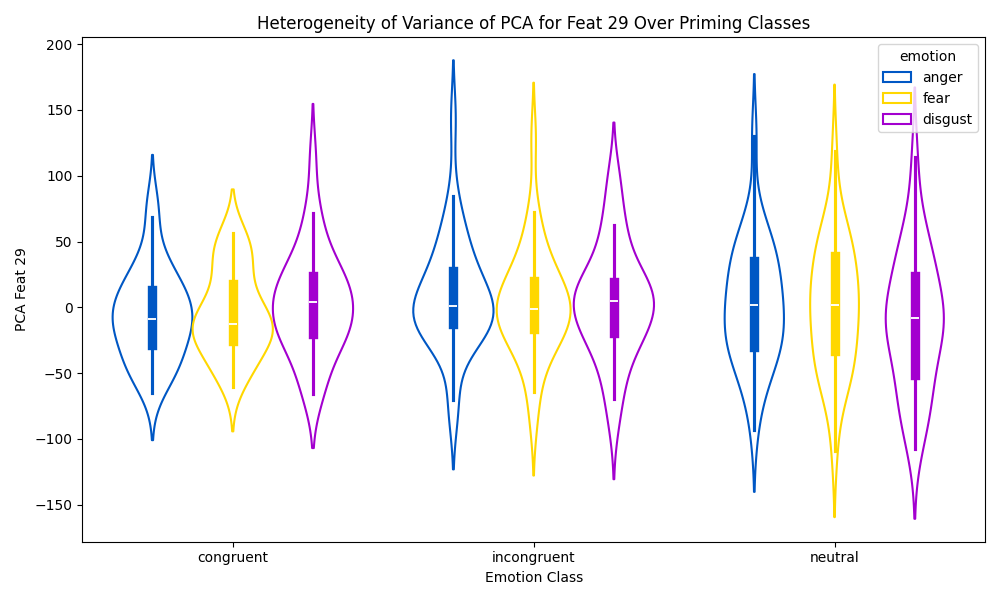 Heterogeneity of Variance of PCA for Feat 29 Over Priming Classes
emotion
anger
fear
disgust
PCA Feat 29
200
150
100
50
0
−50
−100
−150
congruent
incongruent
neutral
Emotion Class